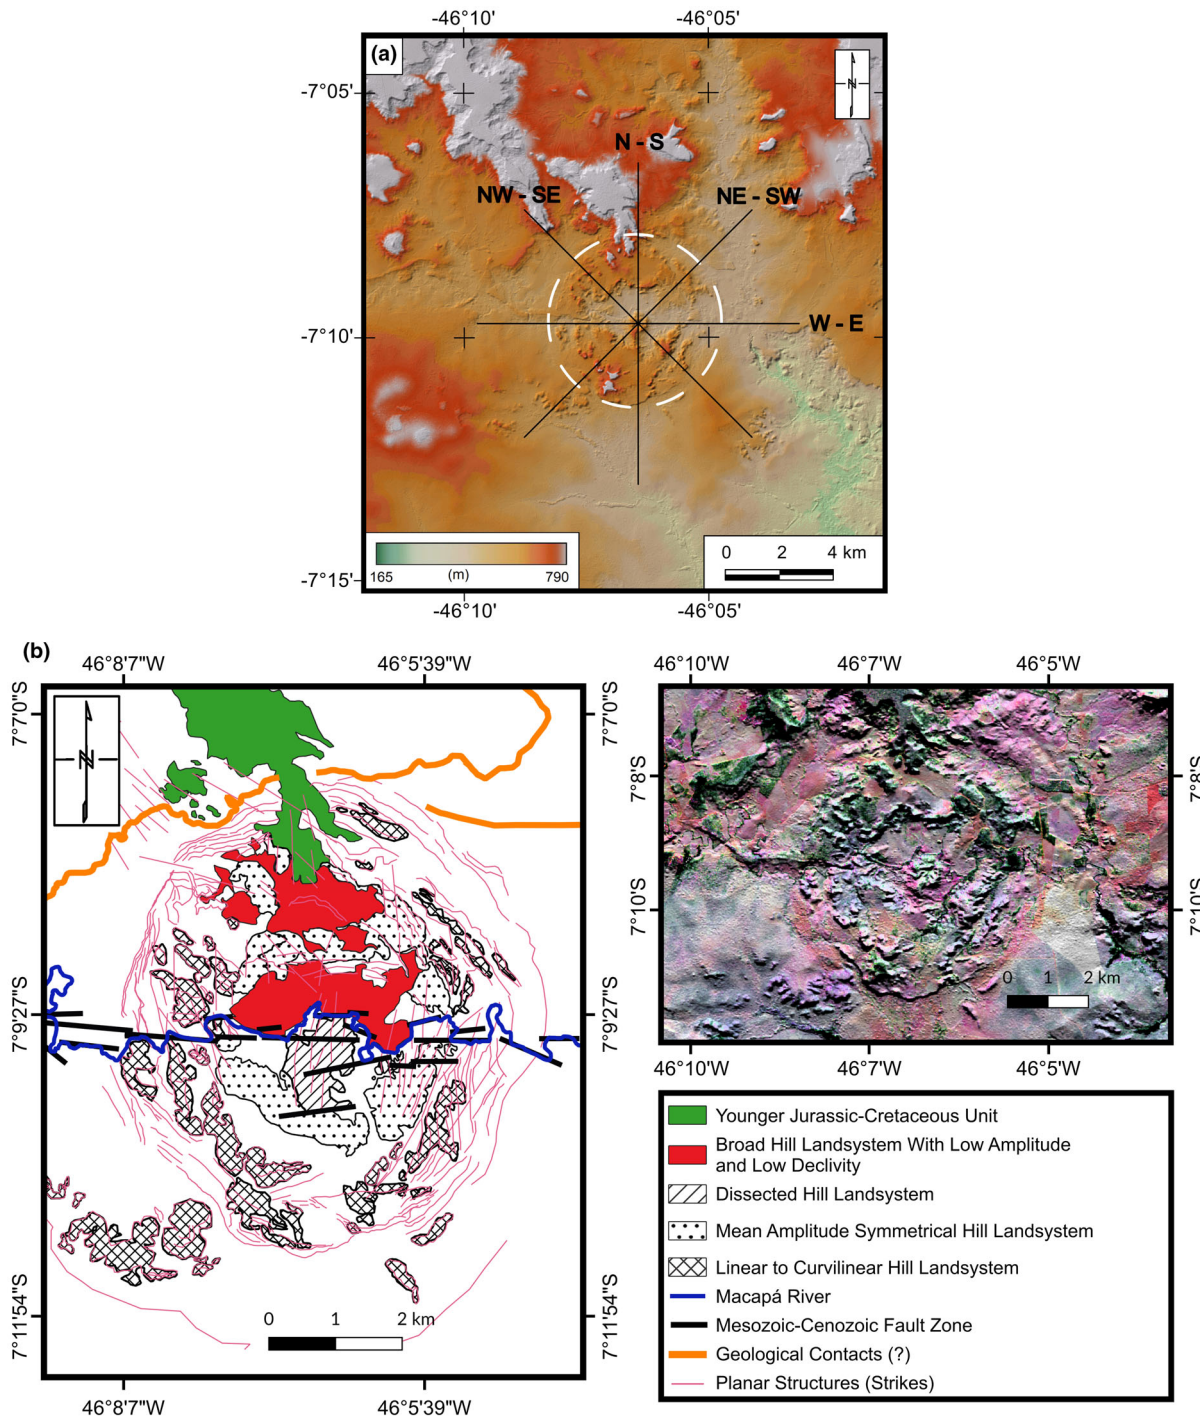 -46°10' -46°05'
(a)
N
-7°05'
N - S
NW - SE NE - SW
W - E
-7°10'
165 (m) 790
0 2 4 km
-7°15'
-46°10' -46°05'
(b)
46°8'7"W 46°5'39"W
46°10'W 46°7'W 46°5'W
N
7°7'0"S 7°7'0"S
7°8'S 7°8'S
7°10'S 7°10'S
7°9'27"S 7°9'27"S
0 1 2 km
46°10'W 46°7'W 46°5'W
7°11'54"S 7°11'54"S
0 1 2 km
46°8'7"W 46°5'39"W
Younger Jurassic-Cretaceous Unit
Broad Hill Landsystem With Low Amplitude
and Low Declivity
Dissected Hill Landsystem
Mean Amplitude Symmetrical Hill Landsystem
Linear to Curvilinear Hill Landsystem
Macapá River
Mesozoic-Cenozoic Fault Zone
Geological Contacts (?)
Planar Structures (Strikes)